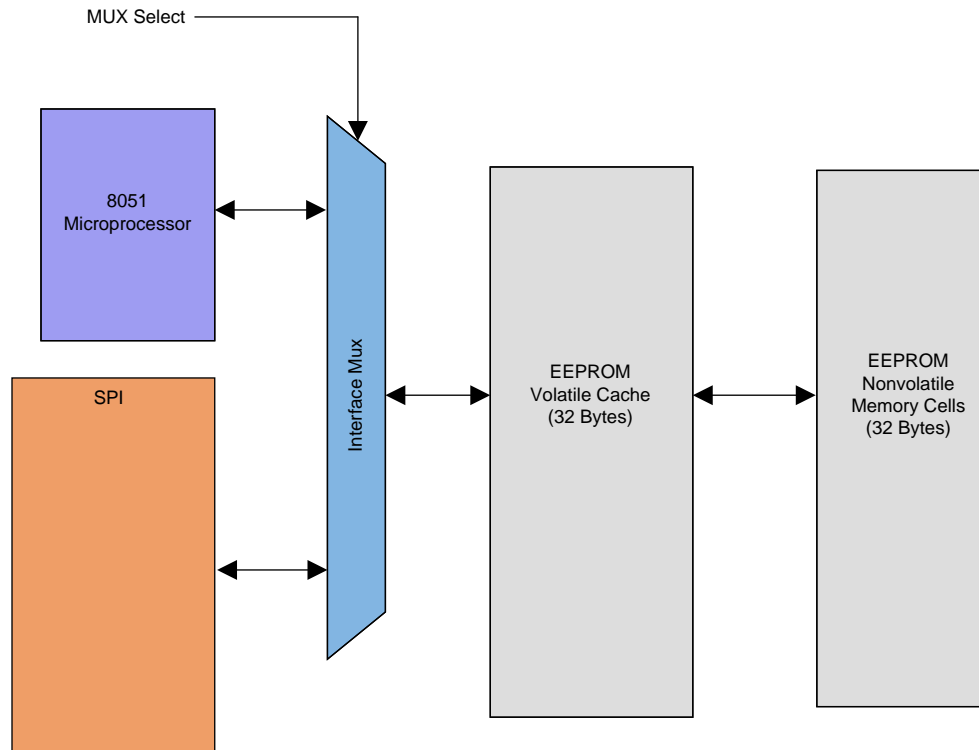 MUX Select
8051
Microprocessor
SPI
Interface Mux
EEPROM
Volatile Cache
(32 Bytes)
EEPROM
Nonvolatile
Memory Cells
(32 Bytes)